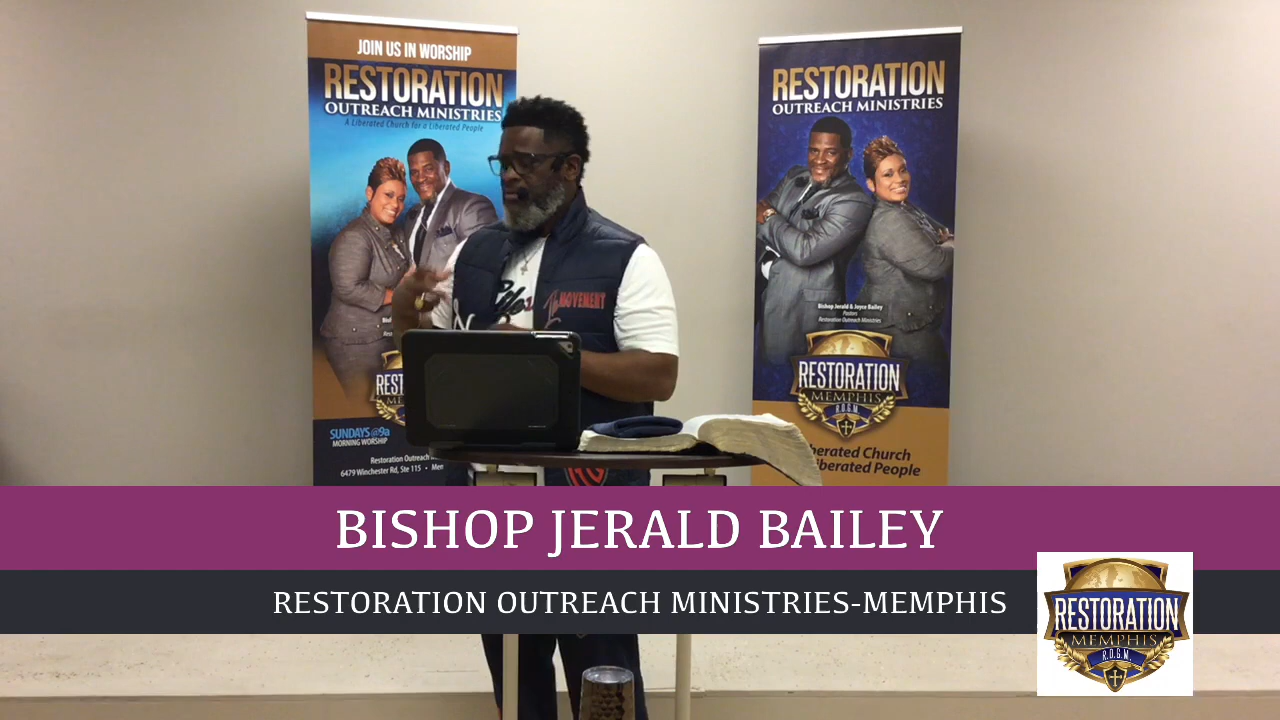 JOIN US IN WORSHIP
RESTORATION
OUTREACH MINISTRIES
A Liberated Church for a Liberated People
SUNDAYS @9a
MORNING WORSHIP
Restoration Outreach
6479 Winchester Rd, Ste 115 •
RESTORATION
OUTREACH MINISTRIES
Bishop Jerald & Joyce Bailey
Pastors
Restoration Outreach Ministries
RESTORATION
MEMPHIS
R.O.G.M.
Church
People
MOVEMENT
BISHOP JERALD BAILEY
RESTORATION OUTREACH MINISTRIES-MEMPHIS
RESTORATION
MEMPHIS
R.O.G.M.